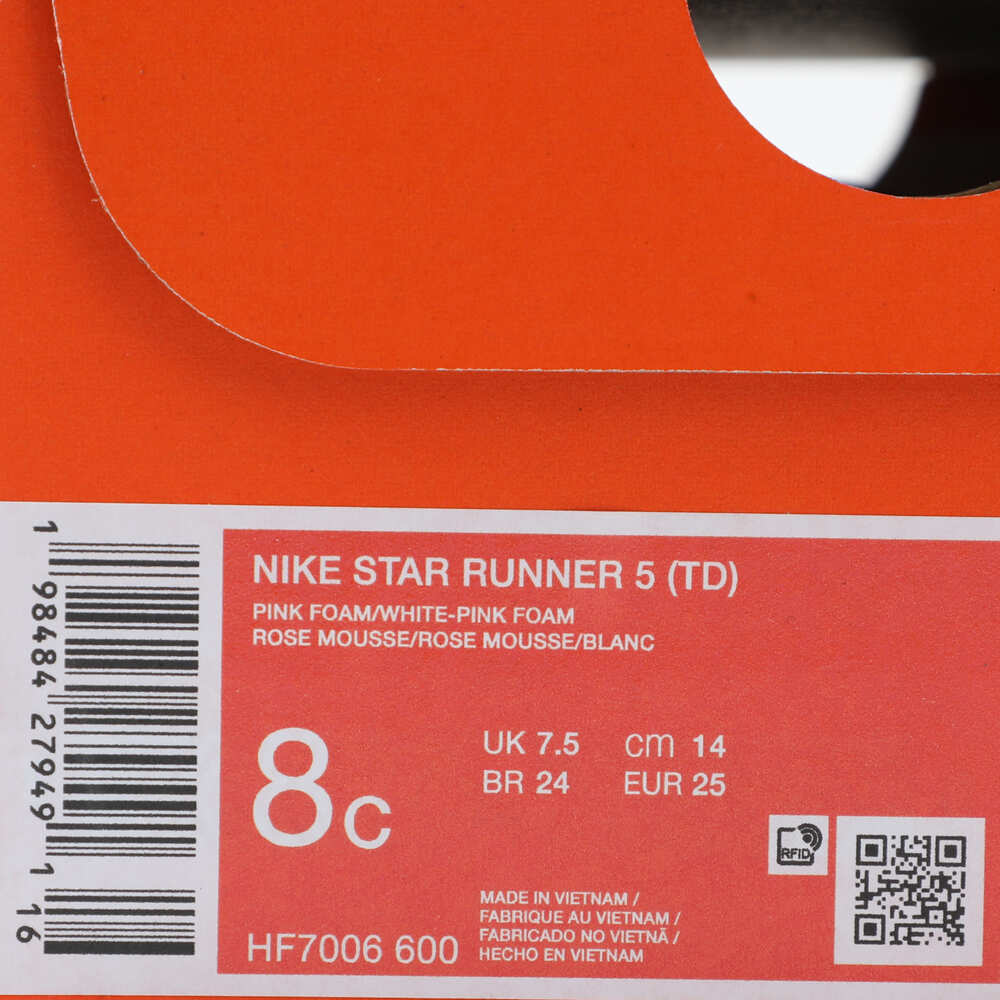 NIKE STAR RUNNER 5 (TD)
PINK FOAM/WHITE-PINK FOAM
ROSE MOUSSE/ROSE MOUSSE/BLANC
8C
UK 7.5 cm 14
BR 24 EUR 25
RFID
MADE IN VIETNAM /
FABRIQUE AU VIETNAM /
FABRICADO NO VIETNÃ /
HECHO EN VIETNAM
HF7006 600
1 98484 27949 1 16